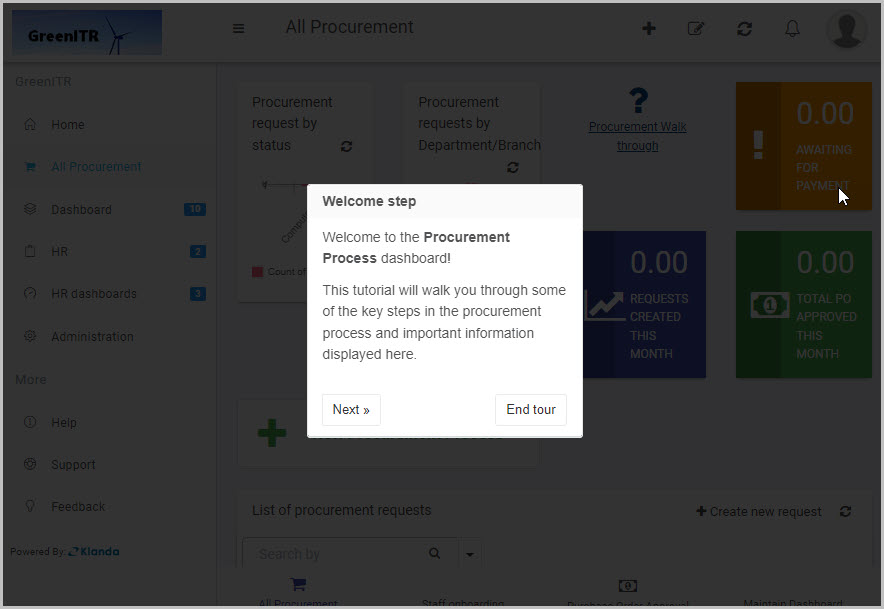 GreenITR
All Procurement
GreenITR
Home
All Procurement
Dashboard
10
HR
2
HR dashboards
3
Administration
More
Help
Support
Feedback
Powered By: Klanda
Procurement
request by
status
Procurement
requests by
Department/Branch
Procurement Walk
through
0.00
AWAITING
FOR
PAYMENT
Count of
Welcome step
Welcome to the Procurement
Process dashboard!
This tutorial will walk you through some
of the key steps in the procurement
process and important information
displayed here.
Next »
End tour
0.00
REQUESTS
CREATED
THIS
MONTH
0.00
TOTAL PO
APPROVED
THIS
MONTH
List of procurement requests
Create new request
Search by
All Procurement
Staff onboarding
Purchase Order Approval
Maintain Dashboard